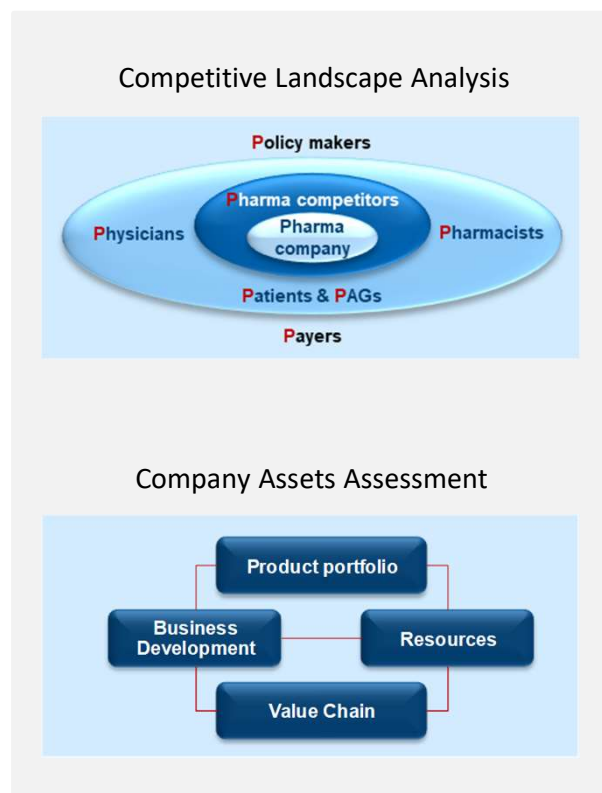 Competitive Landscape Analysis
Policy makers
Pharma competitors
Physicians
Pharma
company
Pharmacists
Patients & PAGs
Payers
Company Assets Assessment
Product portfolio
Business
Development
Resources
Value Chain